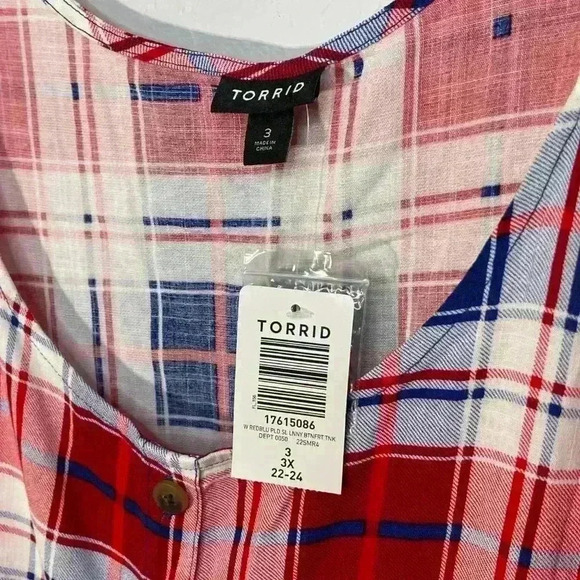 TORRID
3
MADE IN
CHINA
TORRID
FL_708
17615086
W REDBLU PLD SL LNNY BTNFRT TNK
DEPT 0050 22SMR4
3
3X
22-24